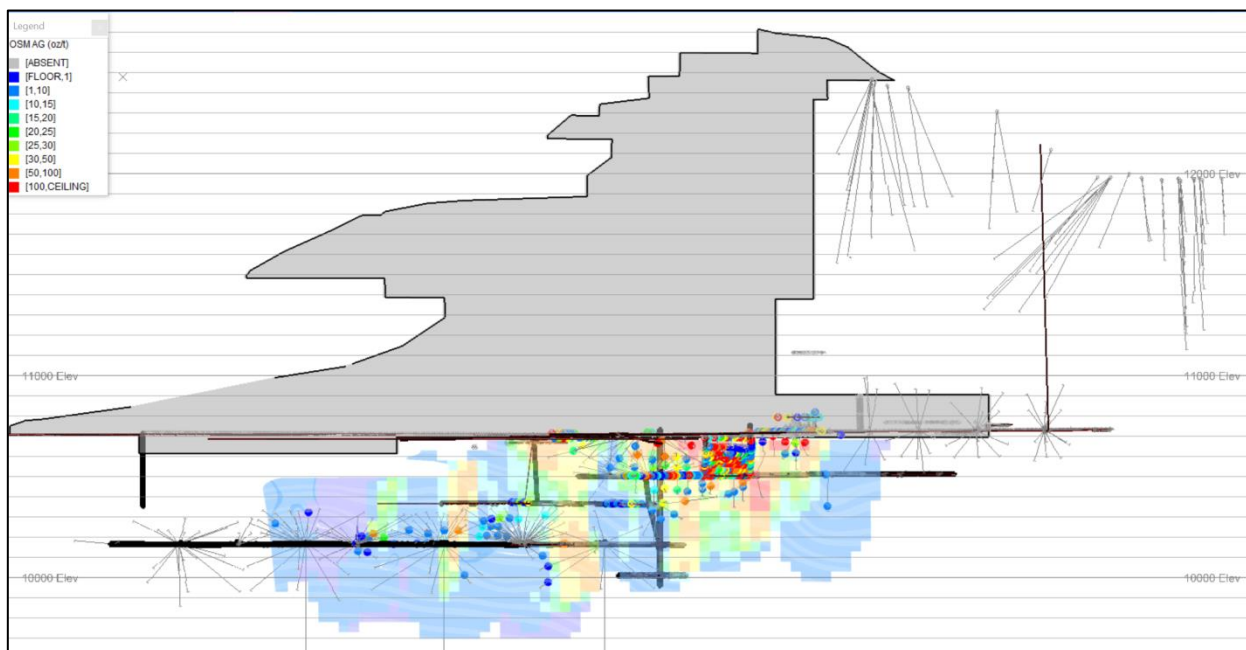 Legend
OSMAG (oz/t)
[ABSENT]
[FLOOR,1]
[1,10]
[10,15]
[15,20]
[20,25]
[25,30]
[30,50]
[50,100]
[100,CEILING]
12000 Elev
11000 Elev
11000 Elev
10000 Elev
10000 Elev